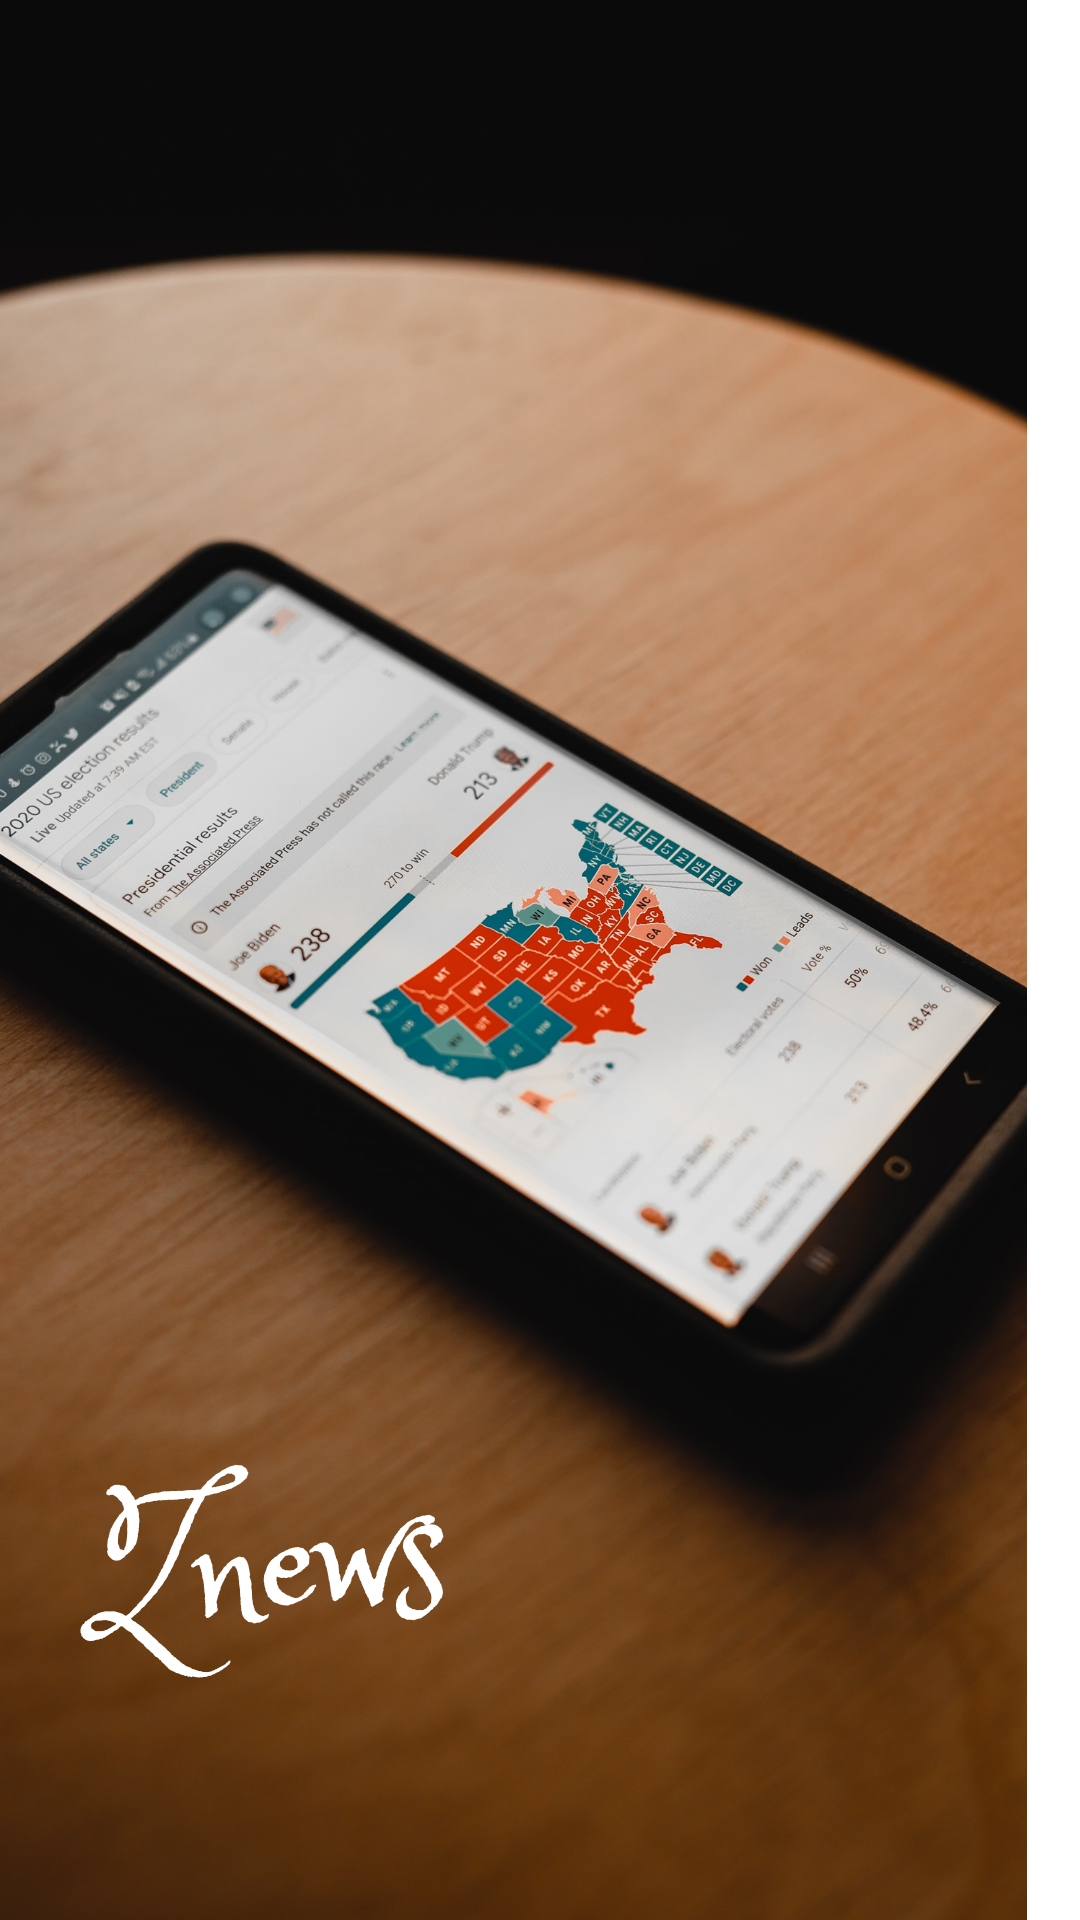 2020 US election results
Live Updated at 7:39 AM EST
All states
President
Senate
House
Presidential results
From The Associated Press
The Associated Press has not called this race. Learn more
Joe Biden
Donald Trump
238
213
270 to win
VT
NH
MA
RI
CT
NJ
DE
MD
DC
NY
PA
VA
NC
SC
GA
FL
MI
OH
IN
WV
KY
TN
AL
MS
LA
WI
IL
MN
IA
MO
AR
ND
SD
NE
KS
OK
TX
MT
WY
CO
NM
ID
UT
AZ
NV
WA
OR
CA
Won
Leads
Electoral votes
Vote %
Joe Biden
238
50%
Donald Trump
213
48.4%
Znews